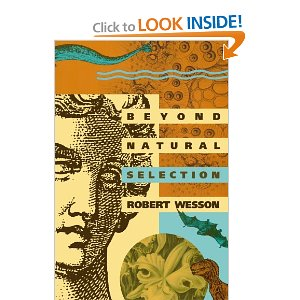 Click to
LOOK INSIDE!
BEYOND
NATURAL
SELECTION
ROBERT WESSON